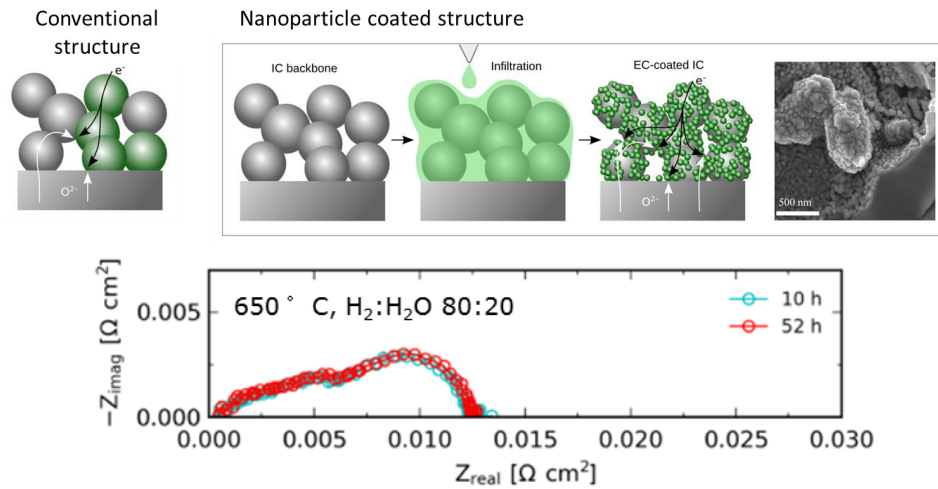 Conventional
structure
Nanoparticle coated structure
e⁻
O²⁻
IC backbone
Infiltration
EC-coated IC
e⁻
O²⁻
500 nm
650° C, H₂:H₂O 80:20
10 h
52 h
−Z_imag [Ω cm²]
0.005
0.000
0.000
0.005
0.010
0.015
0.020
0.025
0.030
Z_real [Ω cm²]